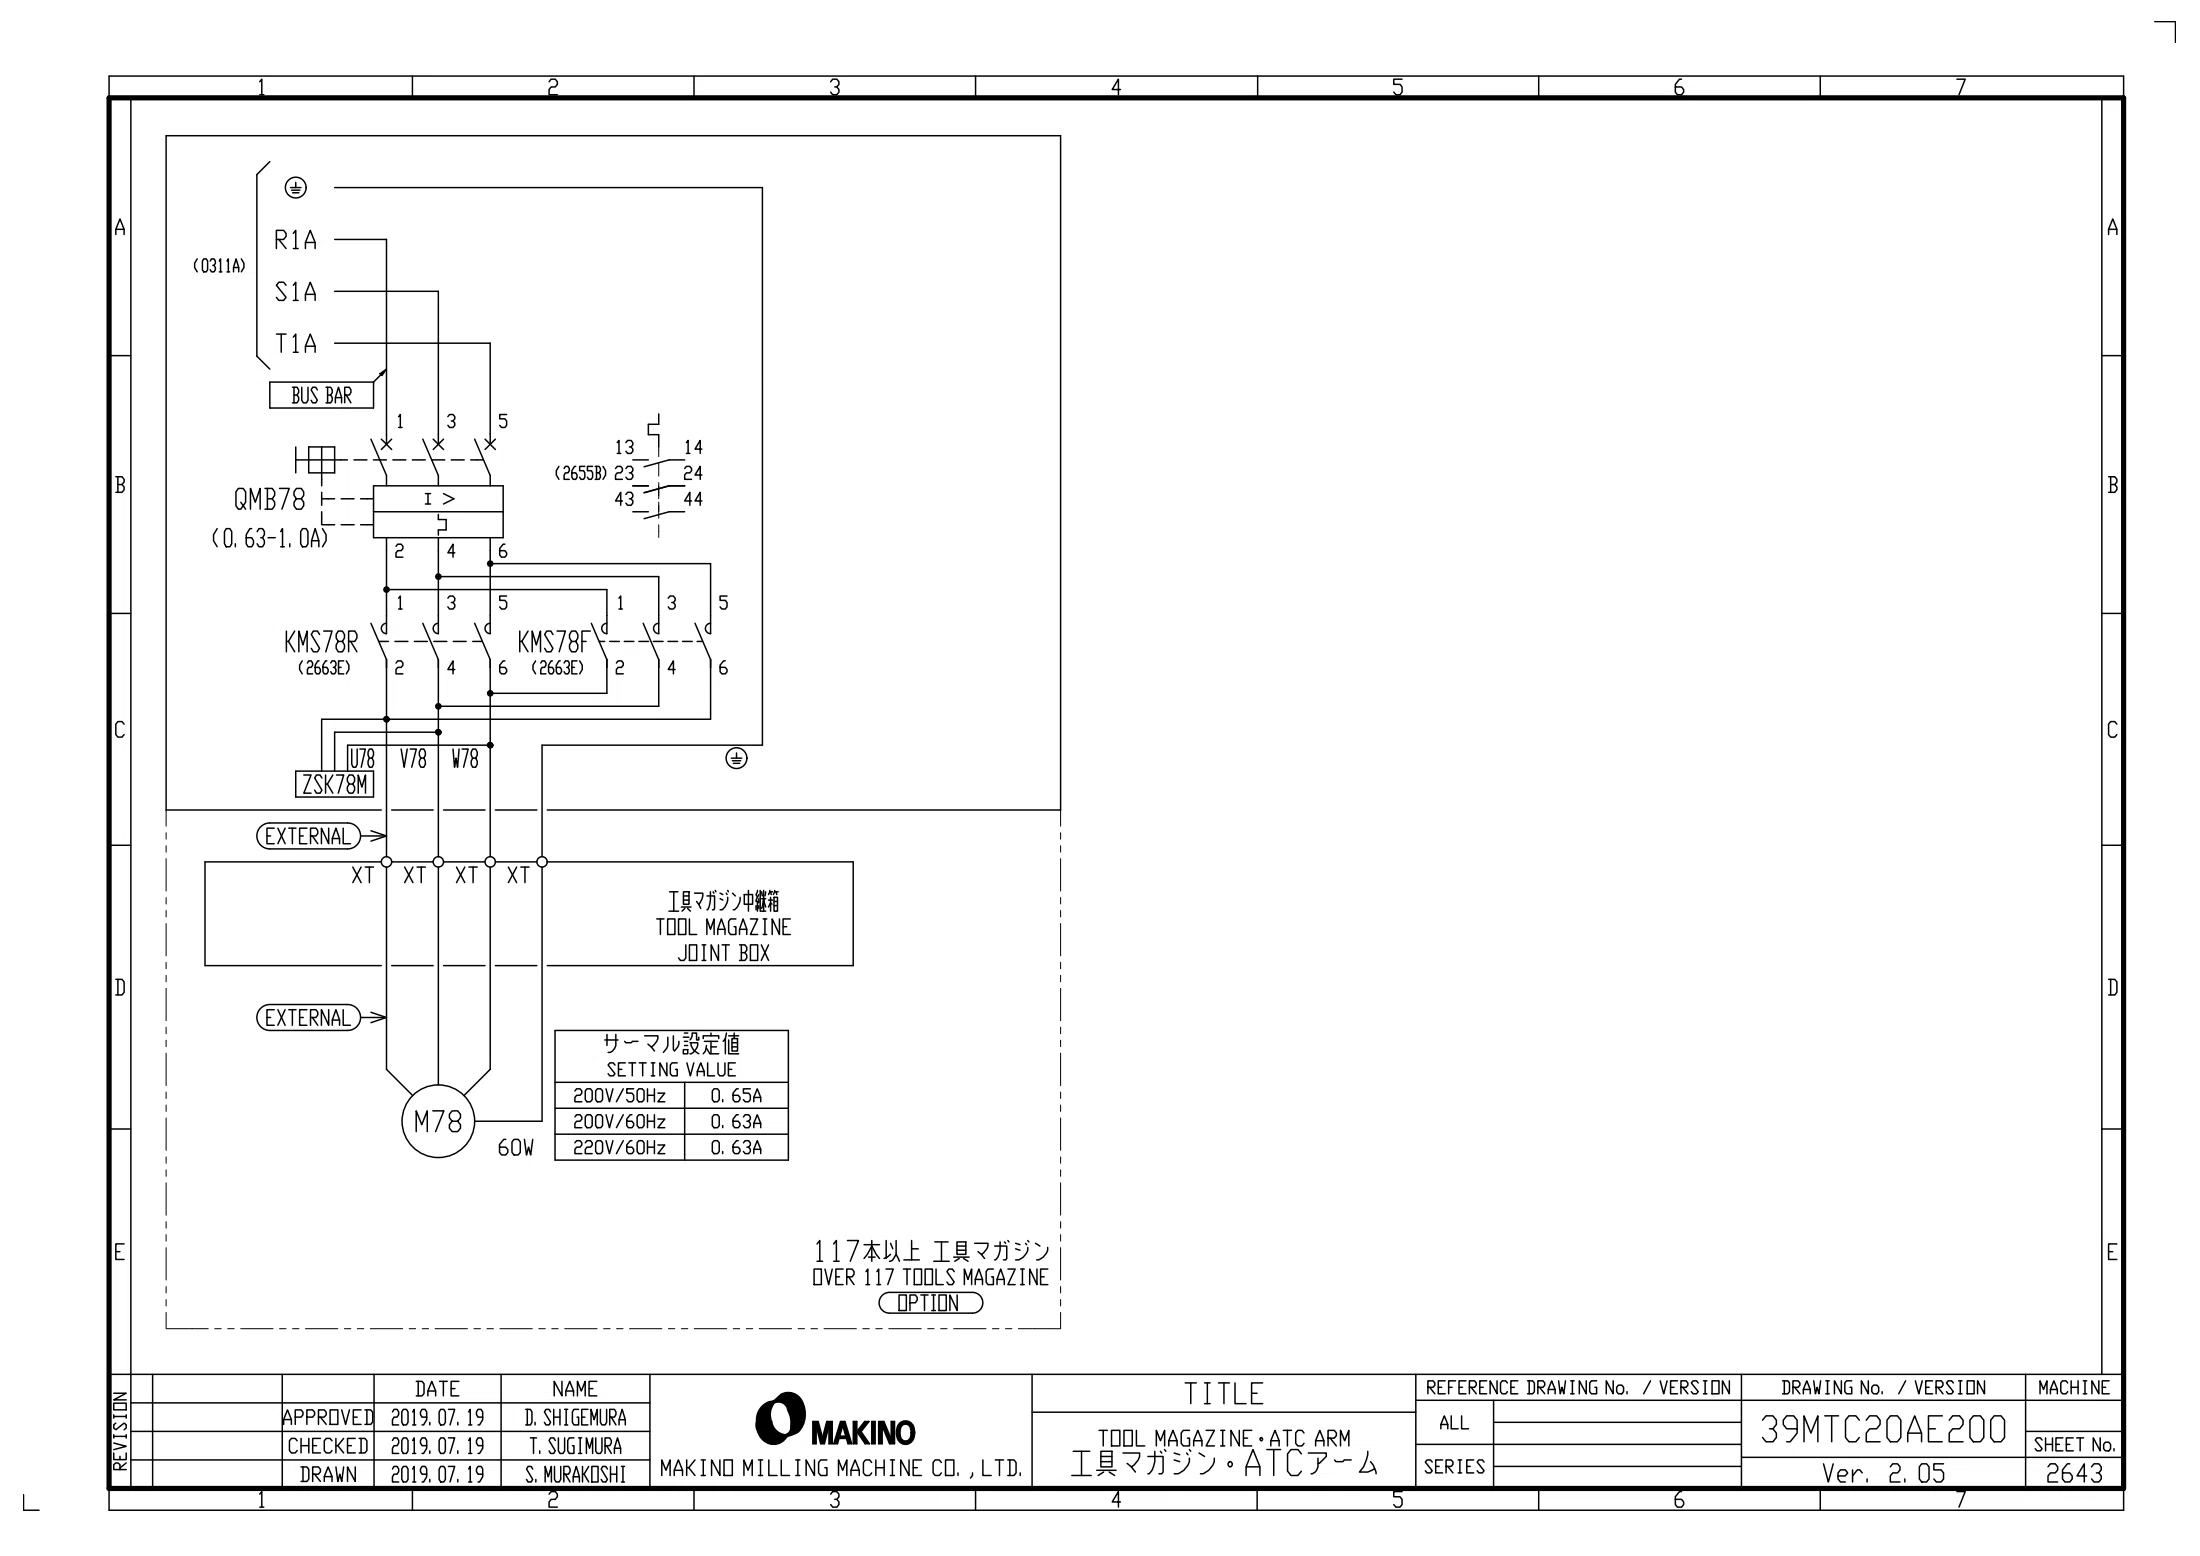 1 2 3 4 5 6 7
A A
R1A
(0311A)
S1A
T1A
BUS BAR
1 3 5
13 14
(2655B) 23 24
B B
QMB78 I > 43 44
(0.63-1.0A)
2 4 6
1 3 5 1 3 5
KMS78R KMS78F
(2663E) 2 4 6 (2663E) 2 4 6
C C
U78 V78 W78
ZSK78M
EXTERNAL
XT XT XT XT
工具マガジン中継箱
TOOL MAGAZINE
JOINT BOX
D D
EXTERNAL
サーマル設定値
SETTING VALUE
200V/50Hz 0.65A
200V/60Hz 0.63A
220V/60Hz 0.63A
M78
60W
117本以上 工具マガジン
E E
OVER 117 TOOLS MAGAZINE
OPTION
REVISION
DATE NAME
APPROVED 2019.07.19 D. SHIGEMURA
CHECKED 2019.07.19 T. SUGIMURA
DRAWN 2019.07.19 S. MURAKOSHI
MAKINO
MAKINO MILLING MACHINE CO., LTD.
TITLE
TOOL MAGAZINE・ATC ARM
工具マガジン・ATCアーム
REFERENCE DRAWING No. / VERSION
ALL
SERIES
DRAWING No. / VERSION
39MTC20AE200
Ver. 2.05
MACHINE
SHEET No.
2643
1 2 3 4 5 6 7